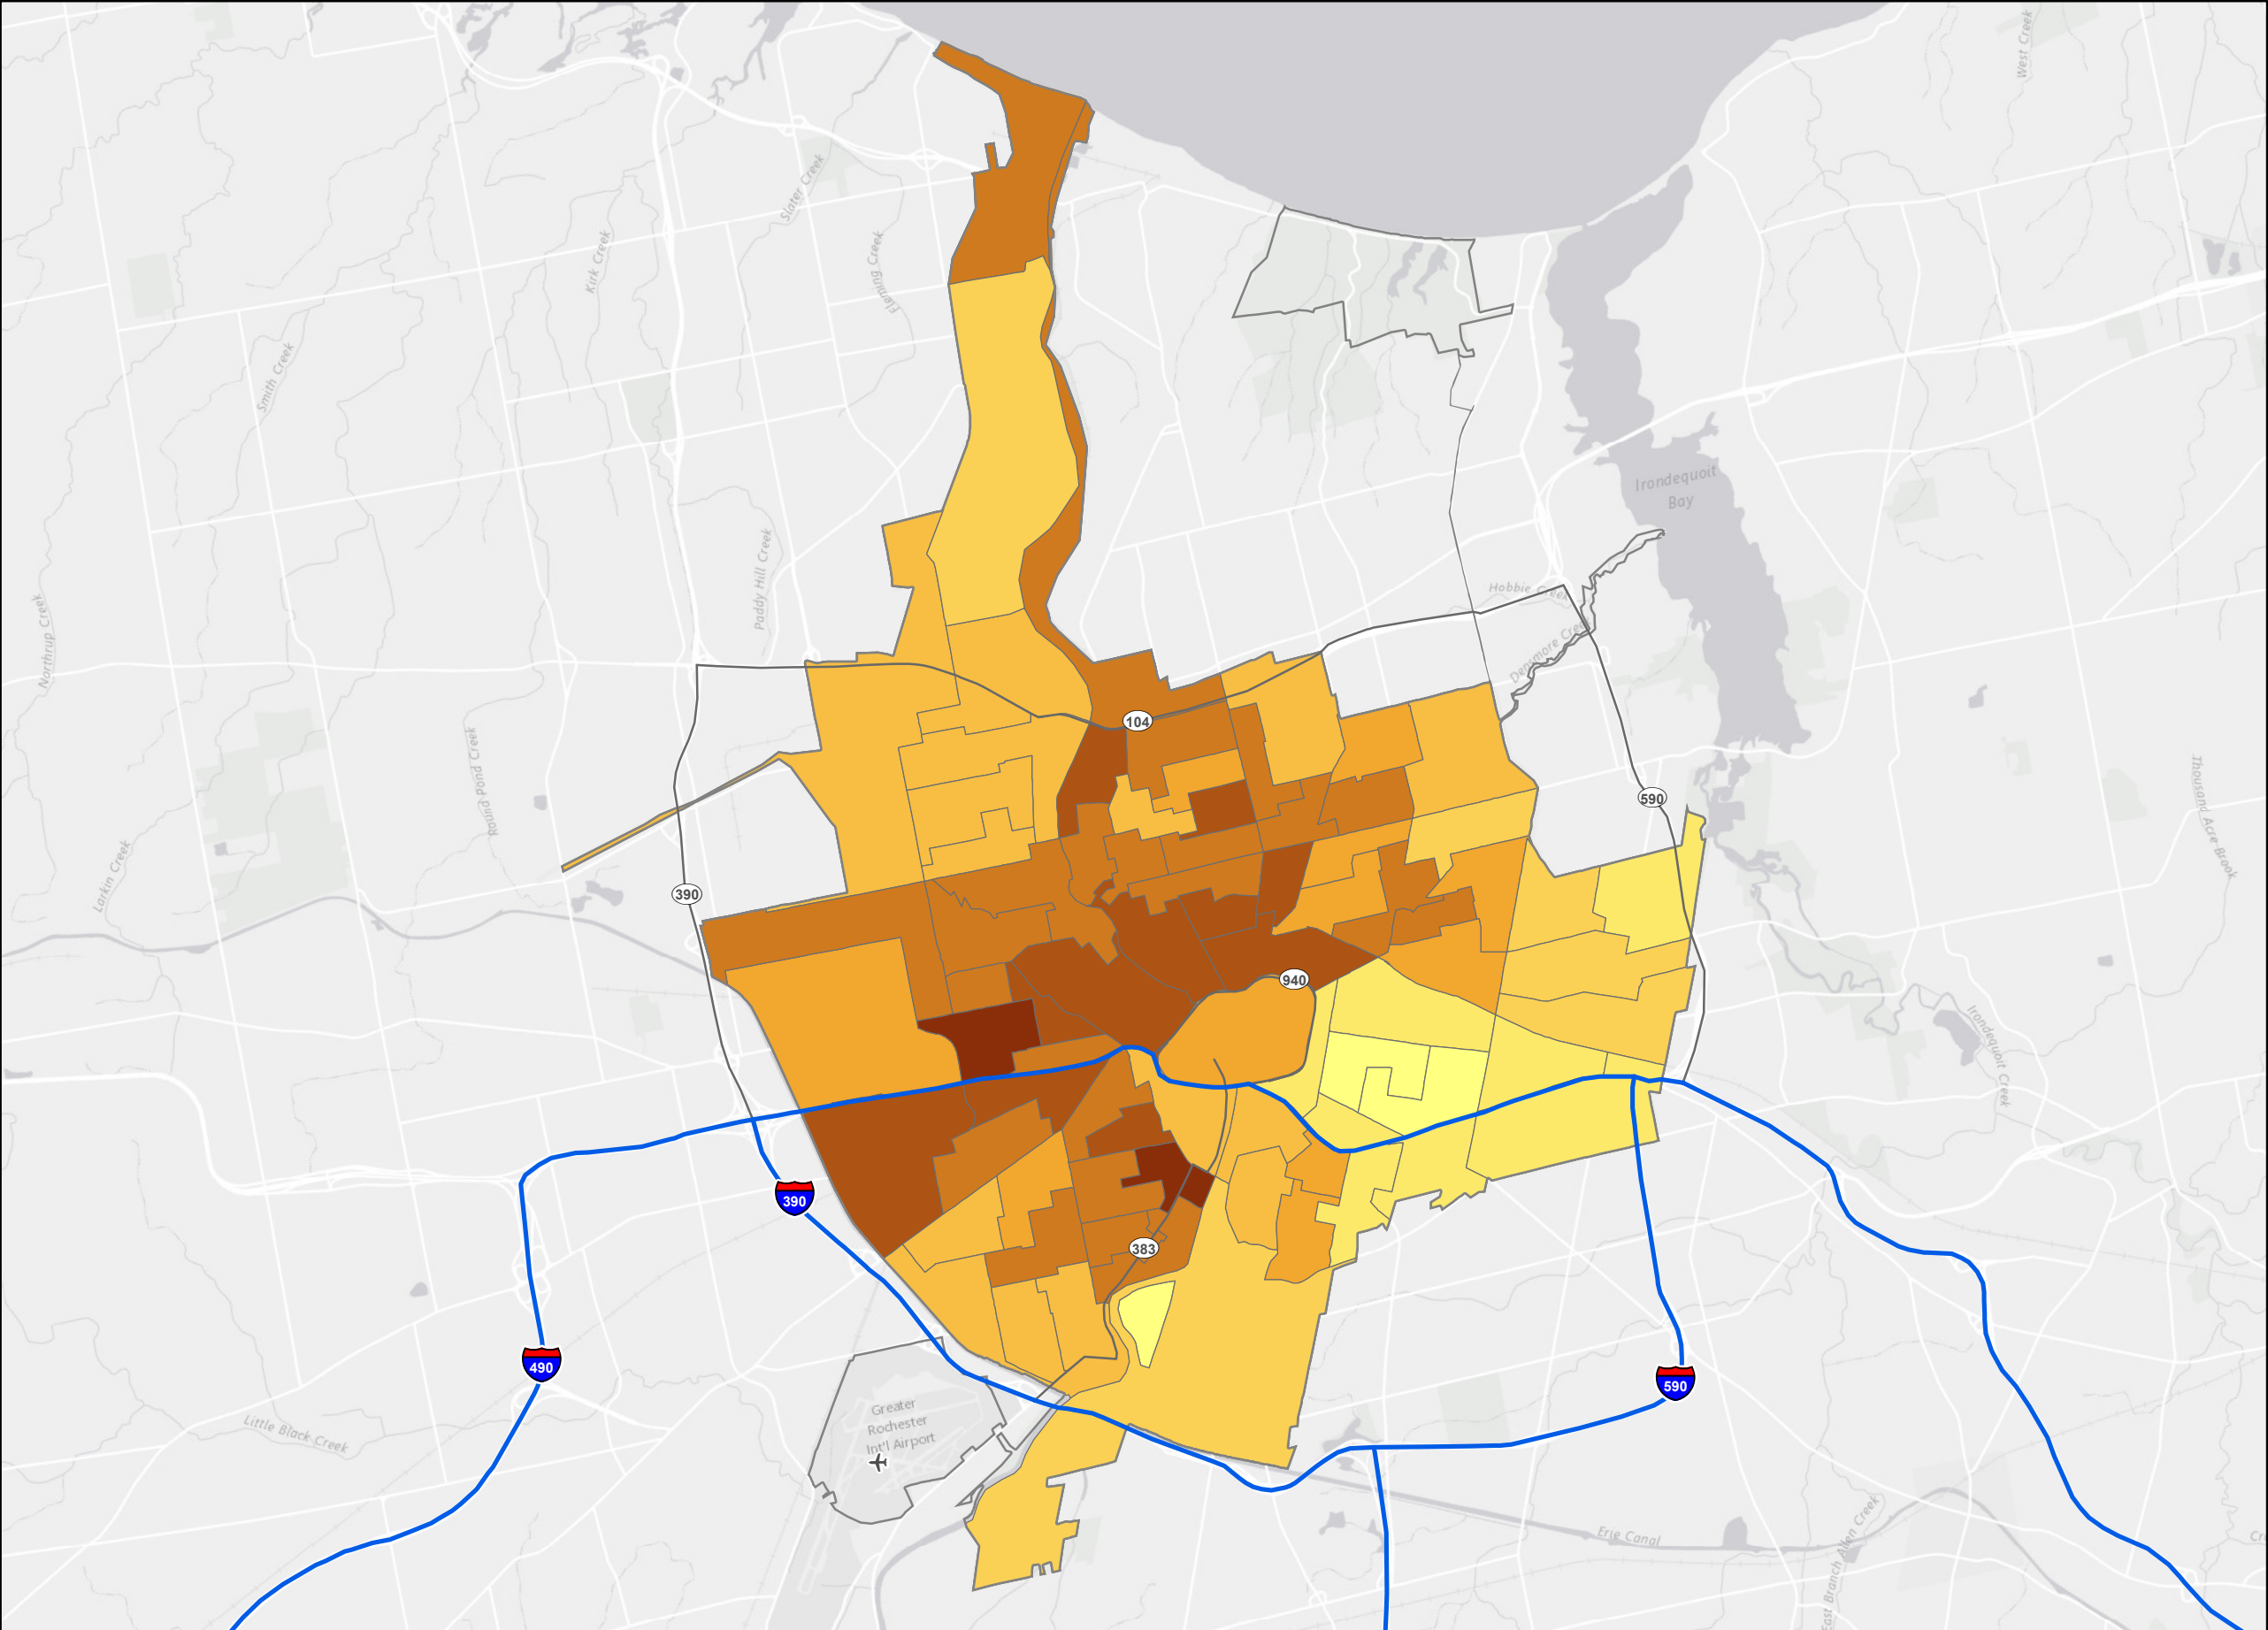 West Creek
Slater Creek
Kirk Creek
Fleming Creek
Smith Creek
Irondequoit
Bay
Paddy Hill Creek
Hobbie Creek
Northrup Creek
Densmore Creek
104
Round Pond Creek
590
Thousand Acre Brook
Larkin Creek
390
940
Irondequoit Creek
390
383
490
590
Greater
Rochester
Int'l Airport
Little Black Creek
Erie Canal
East Branch Allen Creek